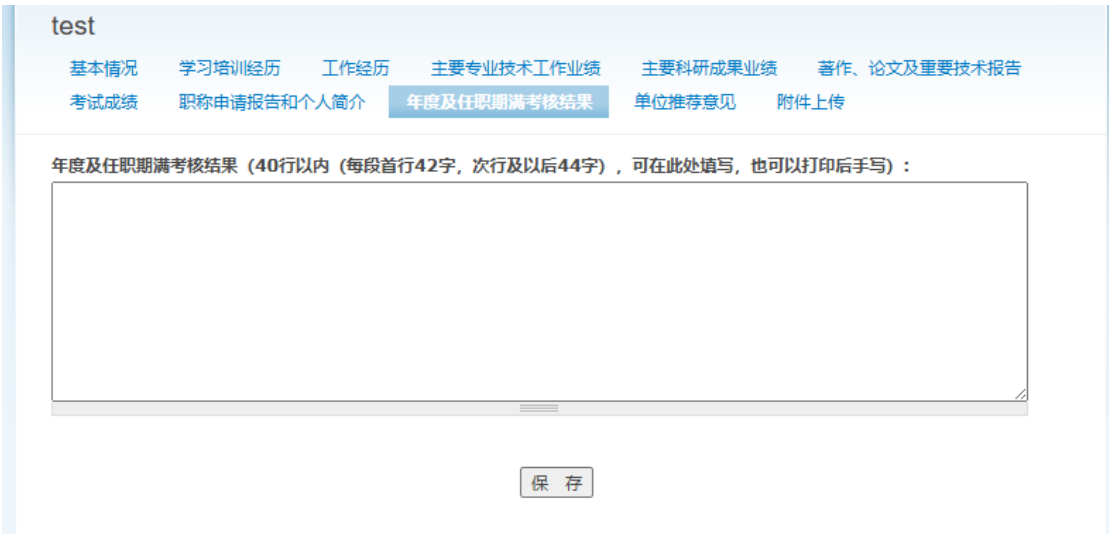 test
基本情况 学习培训经历 工作经历 主要专业技术工作业绩 主要科研成果业绩 著作、论文及重要技术报告
考试成绩 职称申请报告和个人简介 年度及任职期满考核结果 单位推荐意见 附件上传
年度及任职期满考核结果（40行以内（每段首行42字，次行及以后44字），可在此处填写，也可以打印后手写）：
保 存